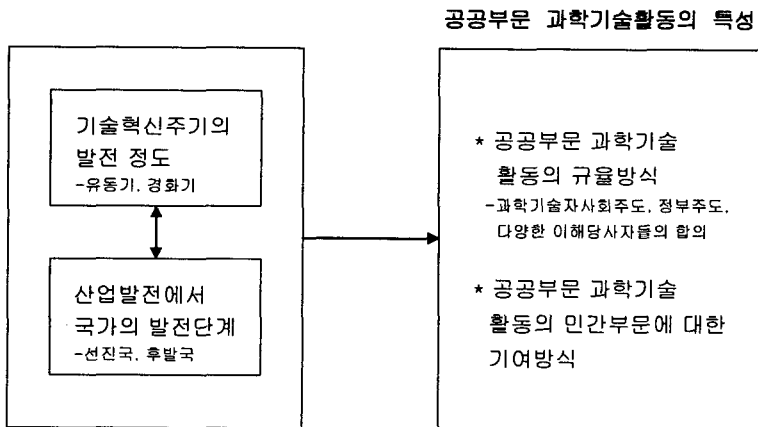 공공부문 과학기술활동의 특성
기술혁신주기의
발전 정도
-유동기, 경화기
산업발전에서
국가의 발전단계
-선진국, 후발국
* 공공부문 과학기술
활동의 규율방식
-과학기술자사회주도, 정부주도,
다양한 이해당사자들의 합의
* 공공부문 과학기술
활동의 민간부문에 대한
기여방식